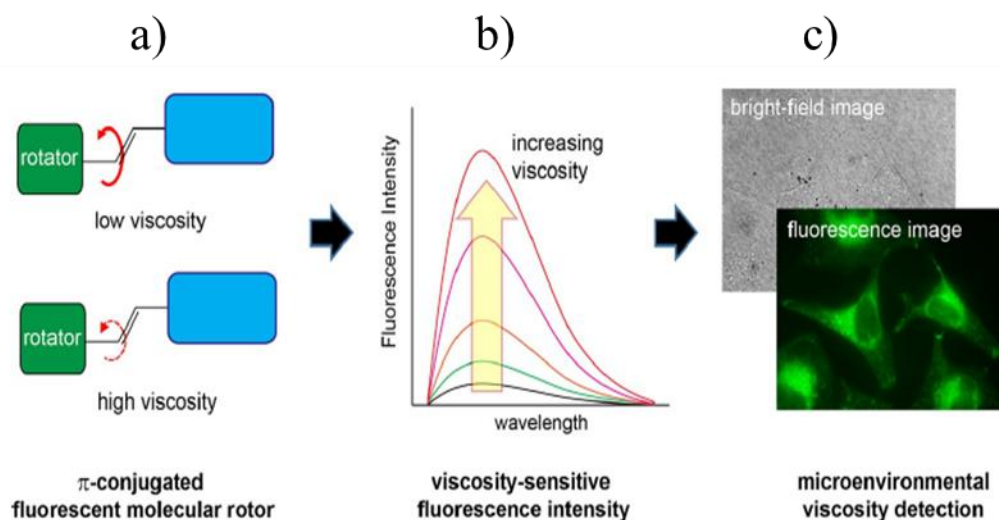 a)
b)
c)
rotator
low viscosity
rotator
high viscosity
π-conjugated
fluorescent molecular rotor
Fluorescence Intensity
increasing
viscosity
wavelength
viscosity-sensitive
fluorescence intensity
bright-field image
fluorescence image
microenvironmental
viscosity detection